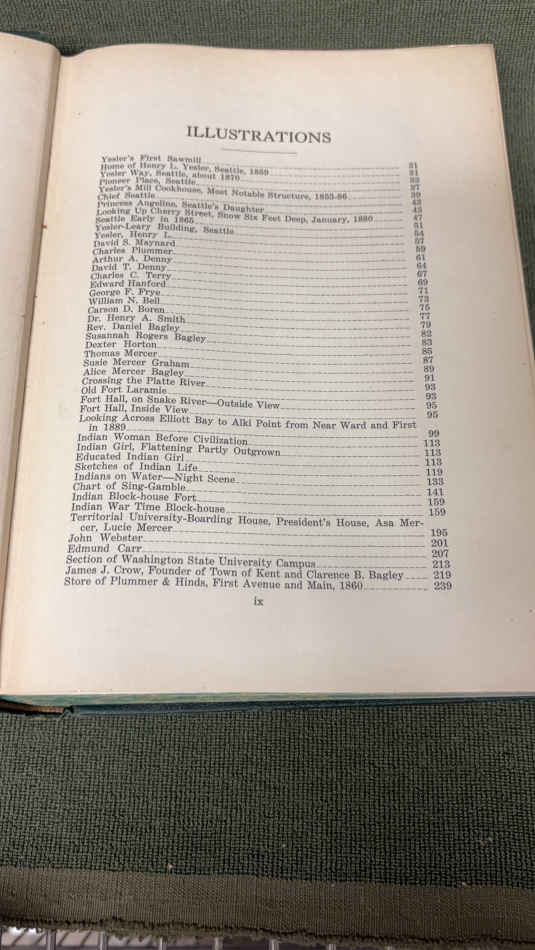 ILLUSTRATIONS
Yesler's First Sawmill 31
Home of Henry L. Yesler, Seattle, 1859 31
Yesler Way, Seattle, about 1870 33
Pioneer Place, Seattle 37
Yesler's Mill Cookhouse, Most Notable Structure, 1853-66 39
Chief Seattle 43
Princess Angeline, Seattle's Daughter 43
Looking Up Cherry Street, Snow Six Feet Deep, January, 1880 47
Seattle Early in 1865 51
Yesler-Leary Building, Seattle 54
Yesler, Henry L. 57
David S. Maynard 59
Charles Plummer 61
Arthur A. Denny 64
David T. Denny 67
Charles C. Terry 69
Edward Hanford 71
George F. Frye 73
William N. Bell 75
Carson D. Boren 77
Dr. Henry A. Smith 79
Rev. Daniel Bagley 82
Susannah Rogers Bagley 83
Dexter Horton 85
Thomas Mercer 87
Susie Mercer Graham 89
Alice Mercer Bagley 91
Crossing the Platte River 93
Old Fort Laramie 93
Fort Hall, on Snake River—Outside View 95
Fort Hall, Inside View 95
Looking Across Elliott Bay to Alki Point from Near Ward and First
in 1889 99
Indian Woman Before Civilization 113
Indian Girl, Flattening Partly Outgrown 113
Educated Indian Girl 113
Sketches of Indian Life 119
Indians on Water—Night Scene 133
Chart of Sing-Gamble 141
Indian Block-house Fort 159
Indian War Time Block-house 159
Territorial University-Boarding House, President's House, Asa Mer-
cer, Lucie Mercer 195
John Webster 201
Edmund Carr 207
Section of Washington State University Campus 213
James J. Crow, Founder of Town of Kent and Clarence B. Bagley 219
Store of Plummer & Hinds, First Avenue and Main, 1860 239
ix